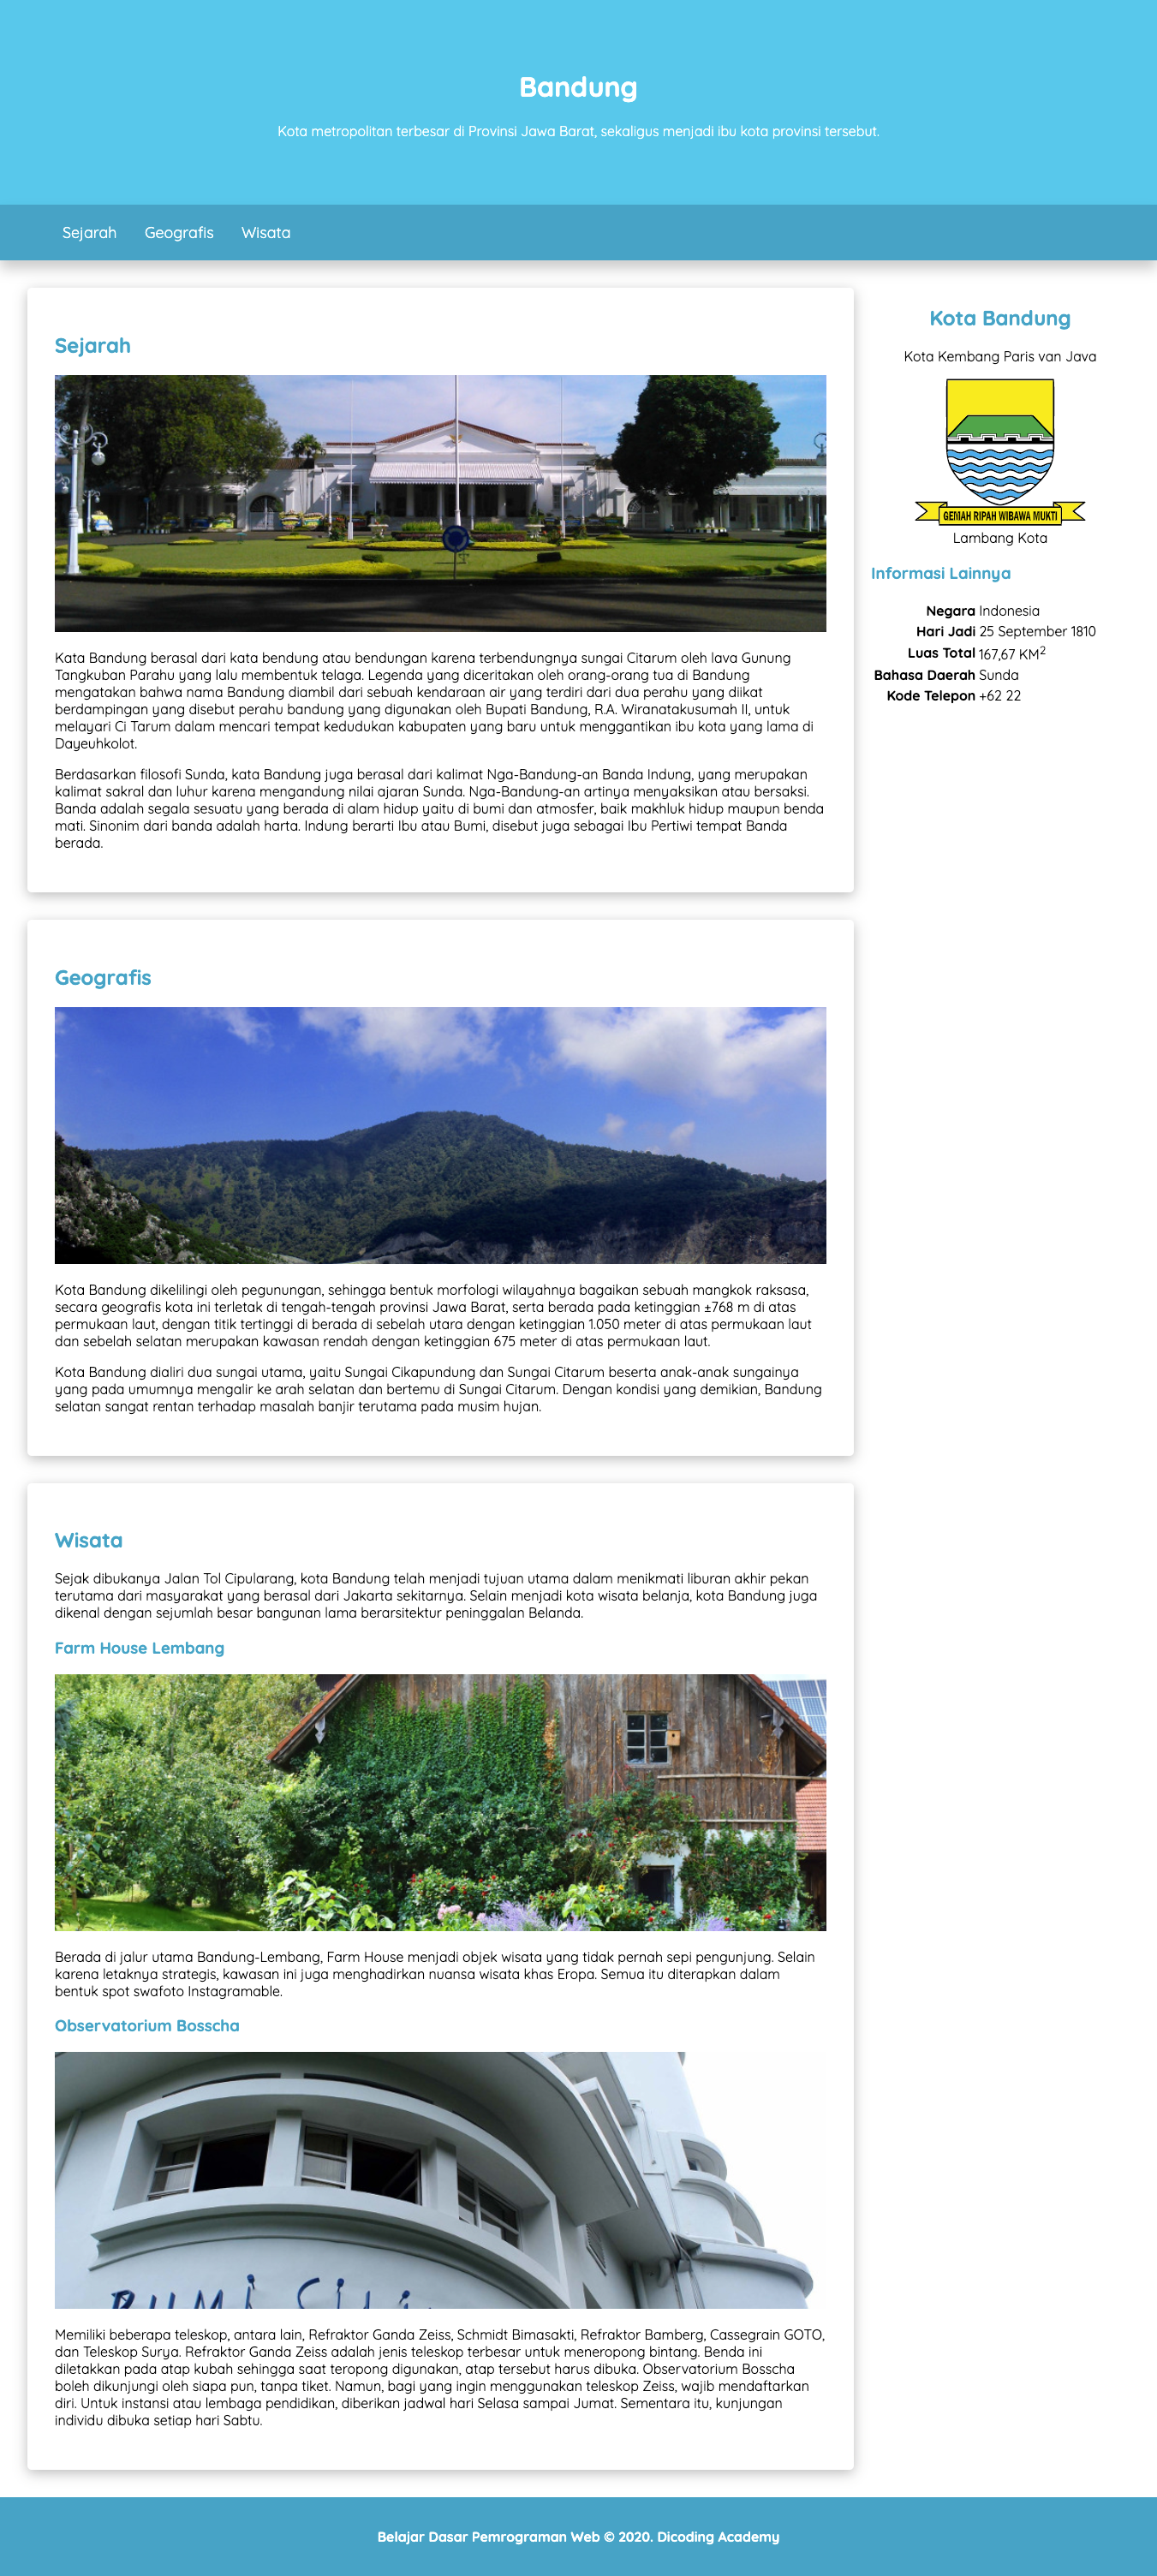 Bandung
Kota metropolitan terbesar di Provinsi Jawa Barat, sekaligus menjadi ibu kota provinsi tersebut.
Sejarah
Geografis
Wisata
Sejarah
Kata Bandung berasal dari kata bendung atau bendungan karena terbendungnya sungai Citarum oleh lava Gunung
Tangkuban Parahu yang lalu membentuk telaga. Legenda yang diceritakan oleh orang-orang tua di Bandung
mengatakan bahwa nama Bandung diambil dari sebuah kendaraan air yang terdiri dari dua perahu yang diikat
berdampingan yang disebut perahu bandung yang digunakan oleh Bupati Bandung, R.A. Wiranatakusumah II, untuk
melayari Ci Tarum dalam mencari tempat kedudukan kabupaten yang baru untuk menggantikan ibu kota yang lama di
Dayeuhkolot.
Berdasarkan filosofi Sunda, kata Bandung juga berasal dari kalimat Nga-Bandung-an Banda Indung, yang merupakan
kalimat sakral dan luhur karena mengandung nilai ajaran Sunda. Nga-Bandung-an artinya menyaksikan atau bersaksi.
Banda adalah segala sesuatu yang berada di alam hidup yaitu di bumi dan atmosfer, baik makhluk hidup maupun benda
mati. Sinonim dari banda adalah harta. Indung berarti Ibu atau Bumi, disebut juga sebagai Ibu Pertiwi tempat Banda
berada.
Geografis
Kota Bandung dikelilingi oleh pegunungan, sehingga bentuk morfologi wilayahnya bagaikan sebuah mangkok raksasa,
secara geografis kota ini terletak di tengah-tengah provinsi Jawa Barat, serta berada pada ketinggian ±768 m di atas
permukaan laut, dengan titik tertinggi di berada di sebelah utara dengan ketinggian 1.050 meter di atas permukaan laut
dan sebelah selatan merupakan kawasan rendah dengan ketinggian 675 meter di atas permukaan laut.
Kota Bandung dialiri dua sungai utama, yaitu Sungai Cikapundung dan Sungai Citarum beserta anak-anak sungainya
yang pada umumnya mengalir ke arah selatan dan bertemu di Sungai Citarum. Dengan kondisi yang demikian, Bandung
selatan sangat rentan terhadap masalah banjir terutama pada musim hujan.
Wisata
Sejak dibukanya Jalan Tol Cipularang, kota Bandung telah menjadi tujuan utama dalam menikmati liburan akhir pekan
terutama dari masyarakat yang berasal dari Jakarta sekitarnya. Selain menjadi kota wisata belanja, kota Bandung juga
dikenal dengan sejumlah besar bangunan lama berarsitektur peninggalan Belanda.
Farm House Lembang
Berada di jalur utama Bandung-Lembang, Farm House menjadi objek wisata yang tidak pernah sepi pengunjung. Selain
karena letaknya strategis, kawasan ini juga menghadirkan nuansa wisata khas Eropa. Semua itu diterapkan dalam
bentuk spot swafoto Instagramable.
Observatorium Bosscha
Memiliki beberapa teleskop, antara lain, Refraktor Ganda Zeiss, Schmidt Bimasakti, Refraktor Bamberg, Cassegrain GOTO,
dan Teleskop Surya. Refraktor Ganda Zeiss adalah jenis teleskop terbesar untuk meneropong bintang. Benda ini
diletakkan pada atap kubah sehingga saat teropong digunakan, atap tersebut harus dibuka. Observatorium Bosscha
boleh dikunjungi oleh siapa pun, tanpa tiket. Namun, bagi yang ingin menggunakan teleskop Zeiss, wajib mendaftarkan
diri. Untuk instansi atau lembaga pendidikan, diberikan jadwal hari Selasa sampai Jumat. Sementara itu, kunjungan
individu dibuka setiap hari Sabtu.
Kota Bandung
Kota Kembang Paris van Java
GEMAH RIPAH WIBAWA MUKTI
Lambang Kota
Informasi Lainnya
Negara Indonesia
Hari Jadi 25 September 1810
Luas Total 167,67 KM2
Bahasa Daerah Sunda
Kode Telepon +62 22
Belajar Dasar Pemrograman Web © 2020. Dicoding Academy